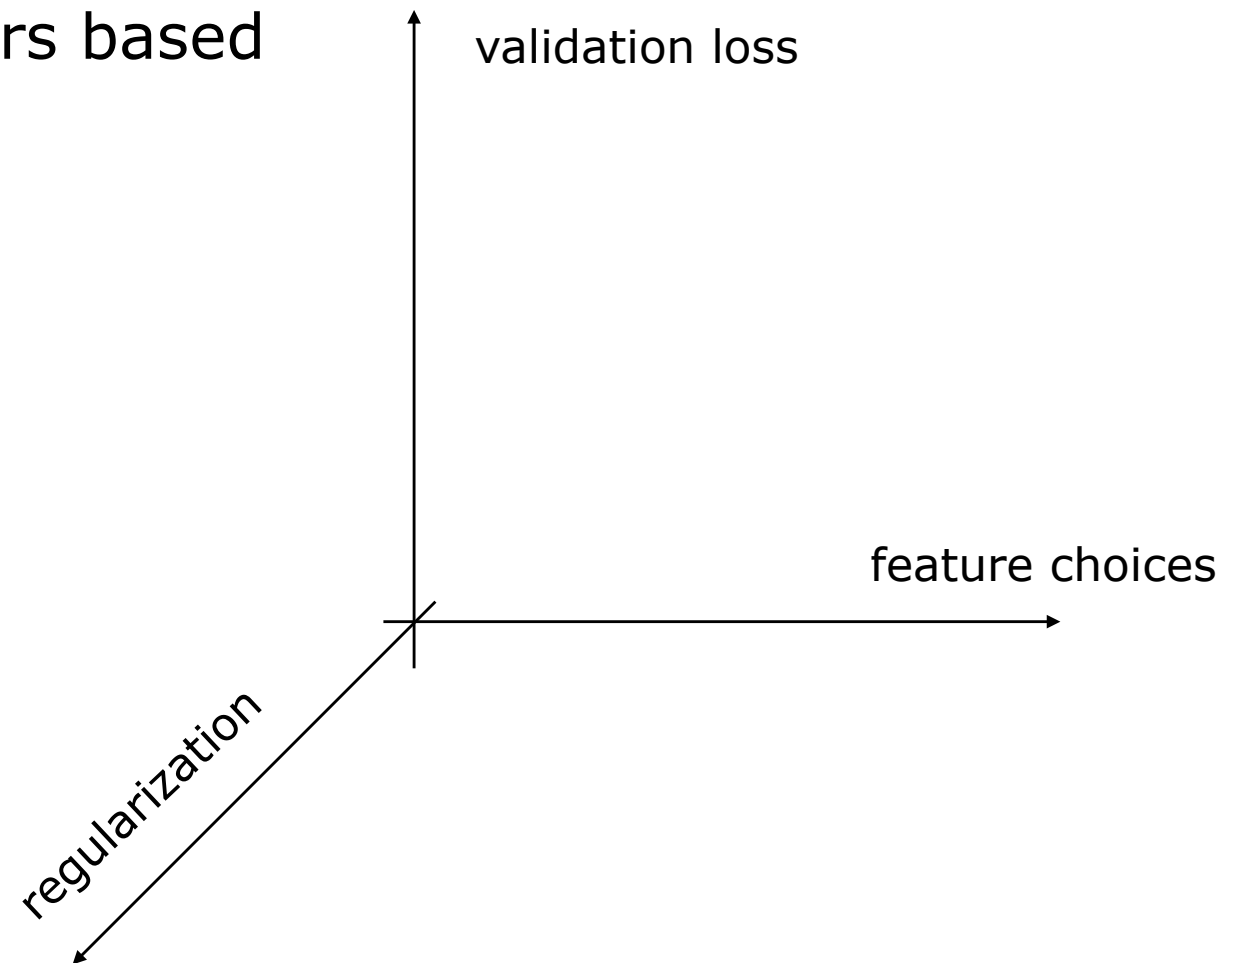 rs based
validation loss
feature choices
regularization